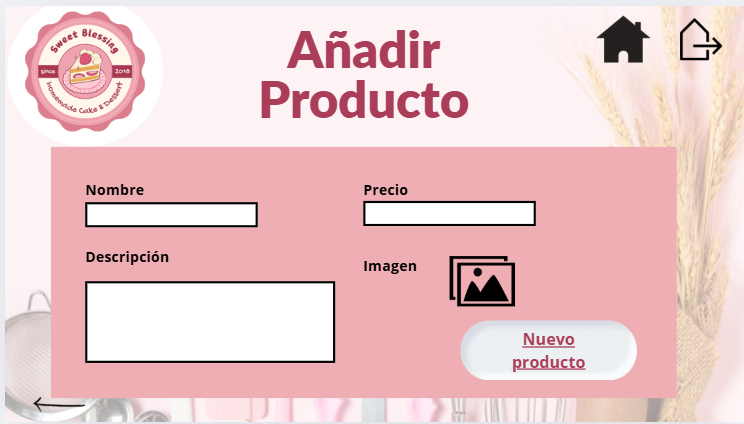 Sweet Blessing
since 2018
Homemade Cake & Dessert
Añadir
Producto
Nombre
Precio
Descripción
Imagen
Nuevo
producto